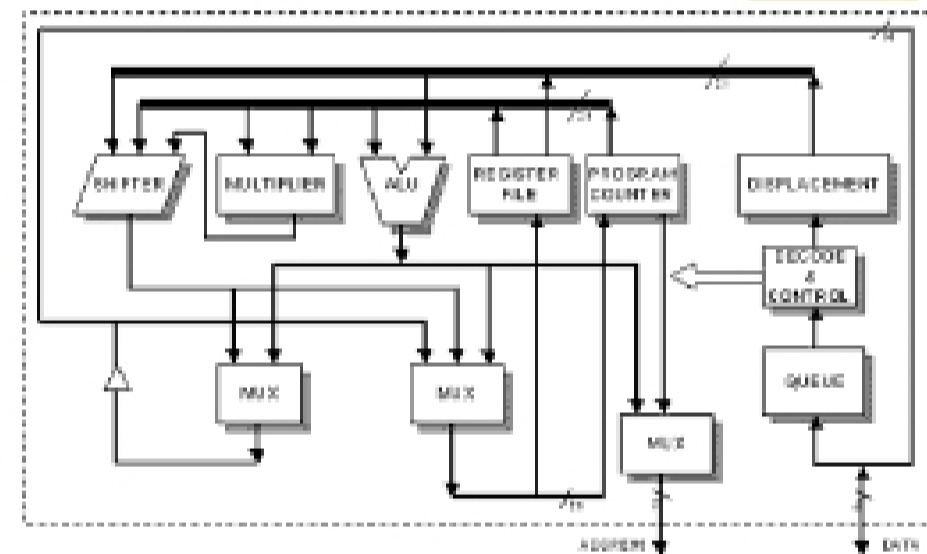 SHIFTER
MULTIPLIER
ALU
REGISTER
FILE
PROGRAM
COUNTER
DISPLACEMENT
DECODE
&
CONTROL
QUEUE
MUX
MUX
MUX
ADDRESS
DATA